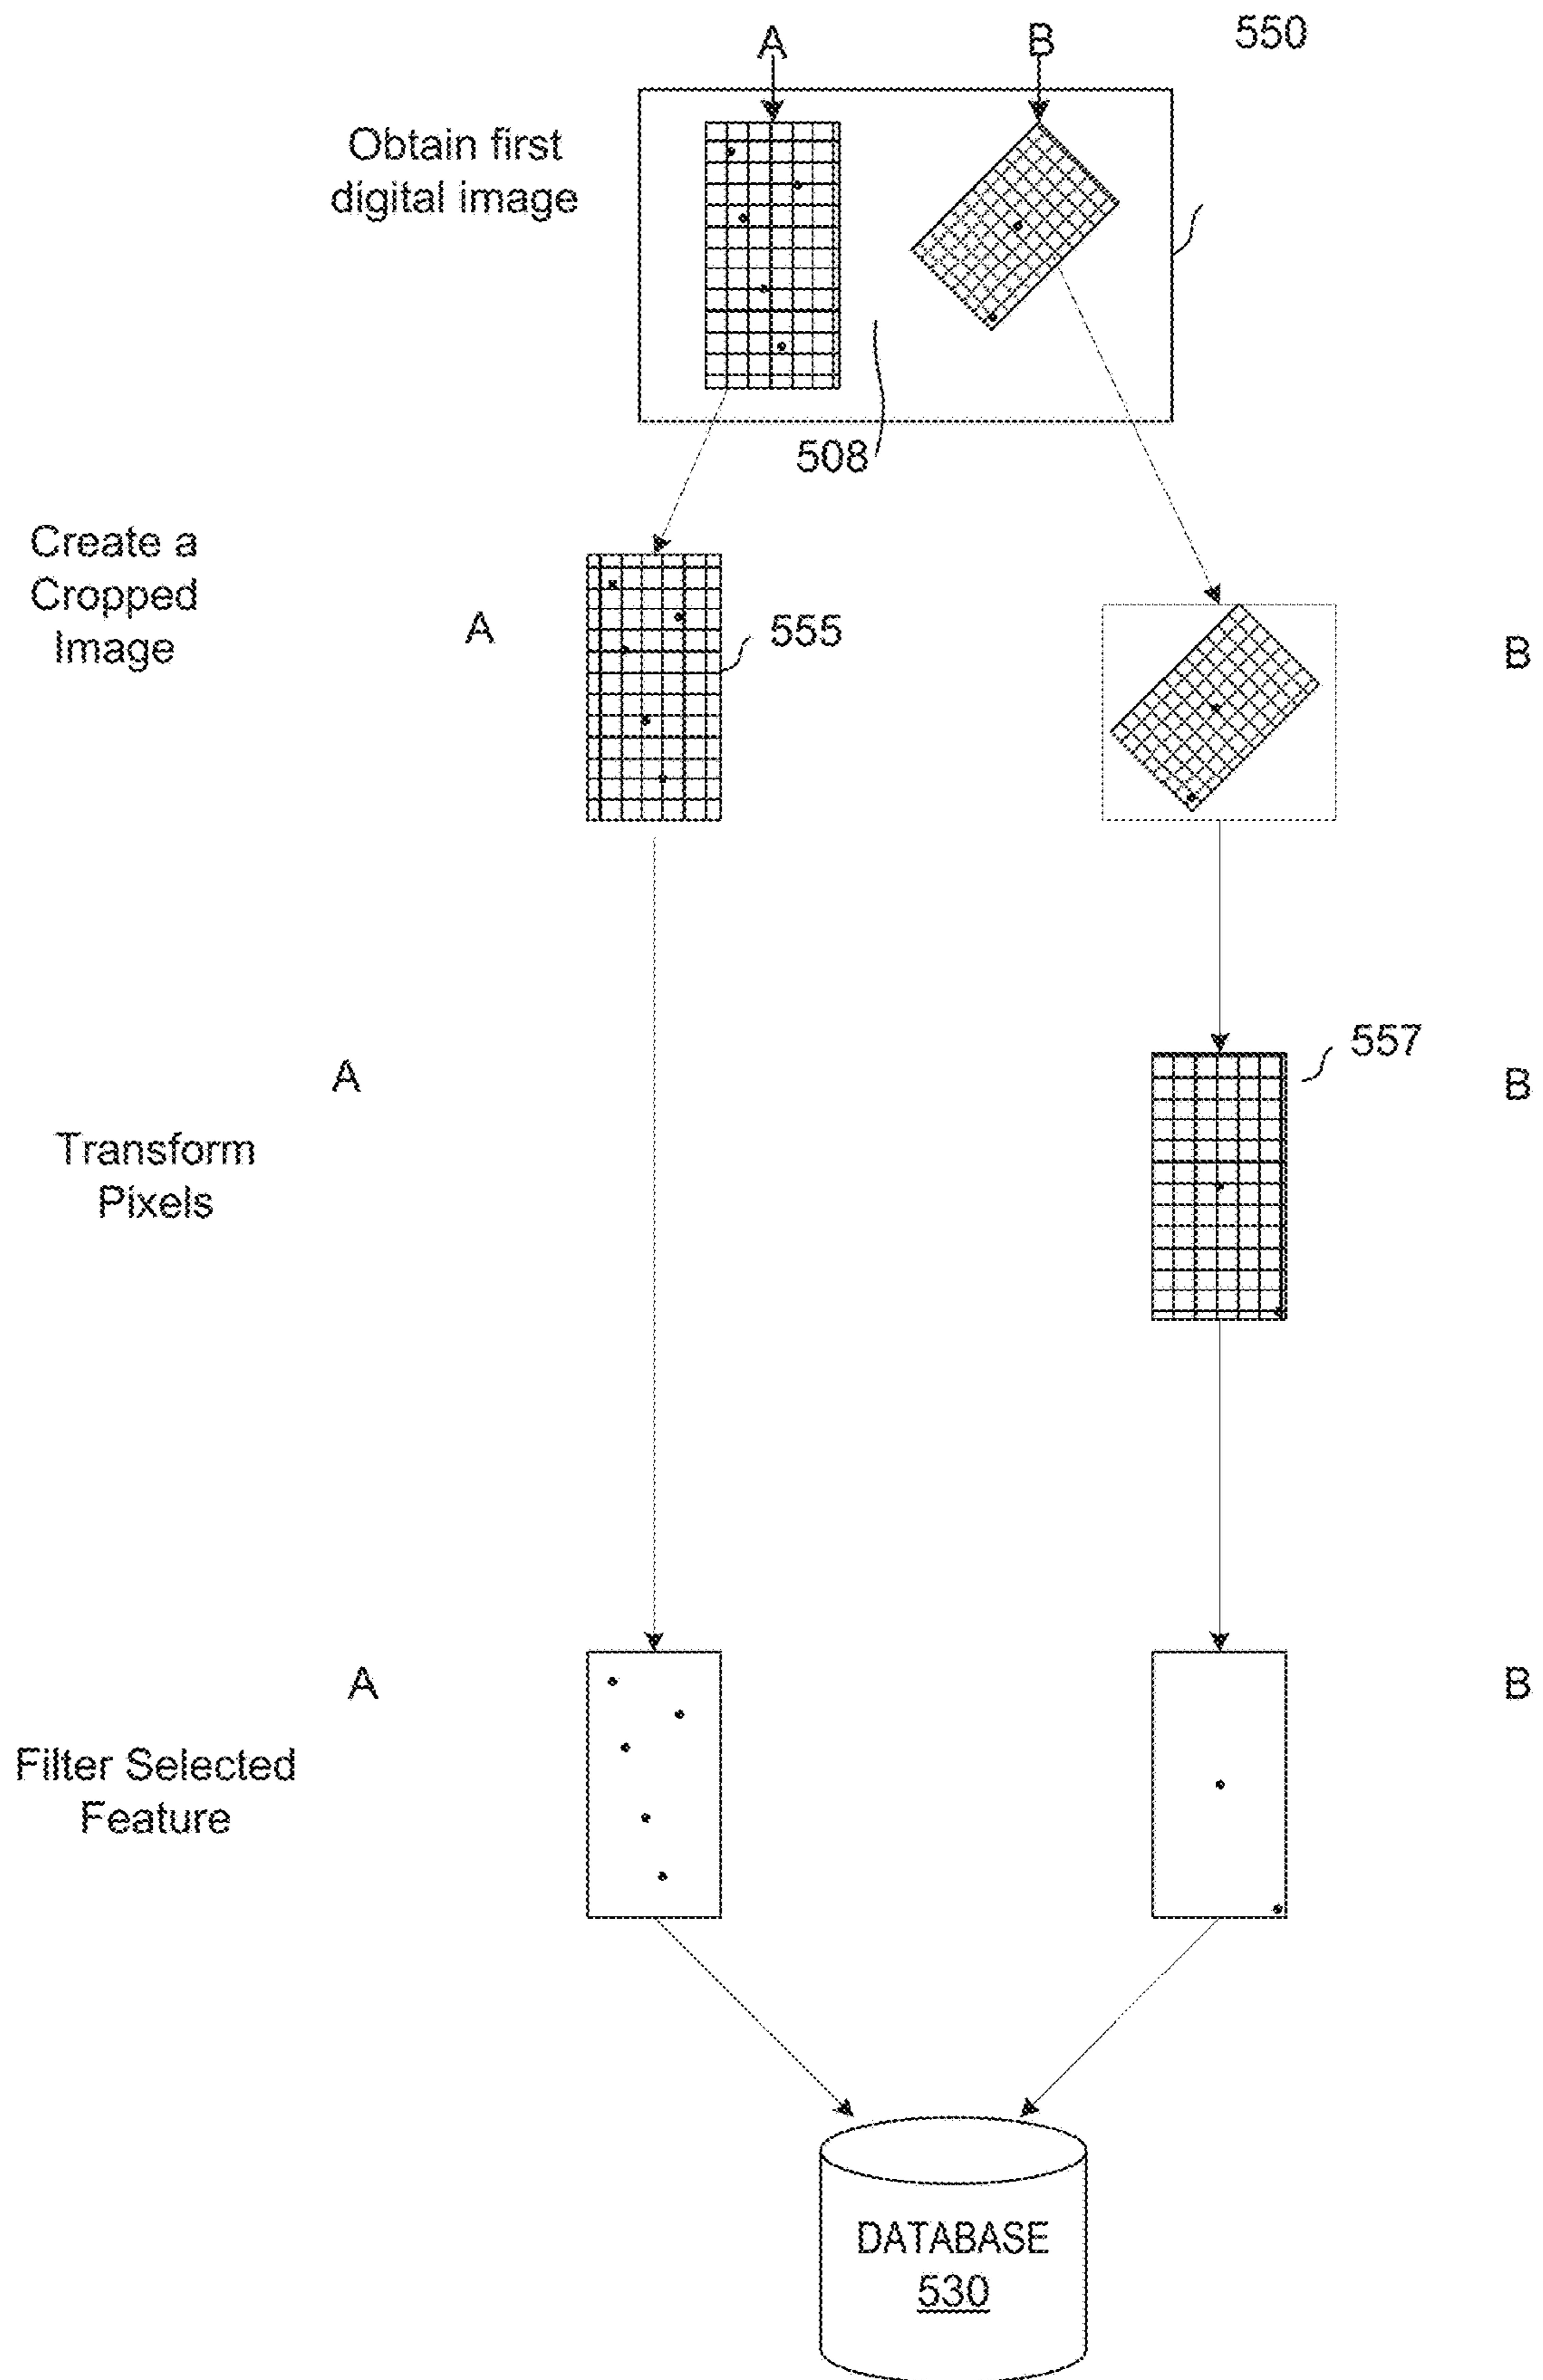 A
B
550
Obtain first
digital image
508
Create a
Cropped
Image
A
555
B
A
557
B
Transform
Pixels
A
B
Filter Selected
Feature
DATABASE
530